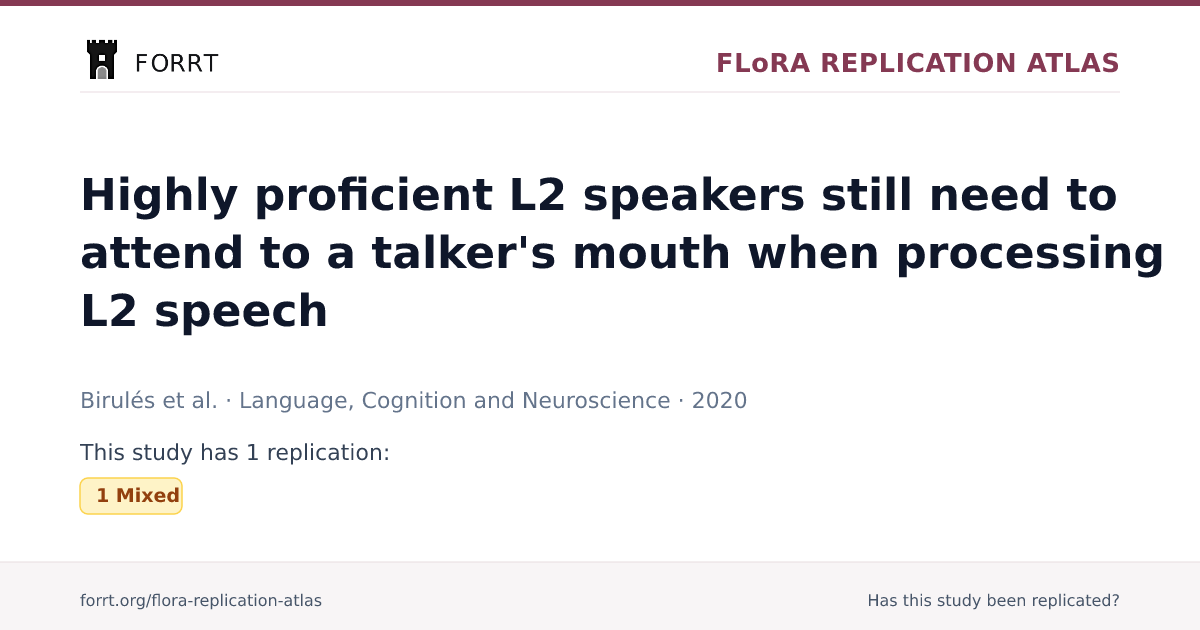 FORRT
FLoRA REPLICATION ATLAS
Highly proficient L2 speakers still need to
attend to a talker's mouth when processing
L2 speech
Birulés et al. · Language, Cognition and Neuroscience · 2020
This study has 1 replication:
1 Mixed
forrt.org/flora-replication-atlas
Has this study been replicated?